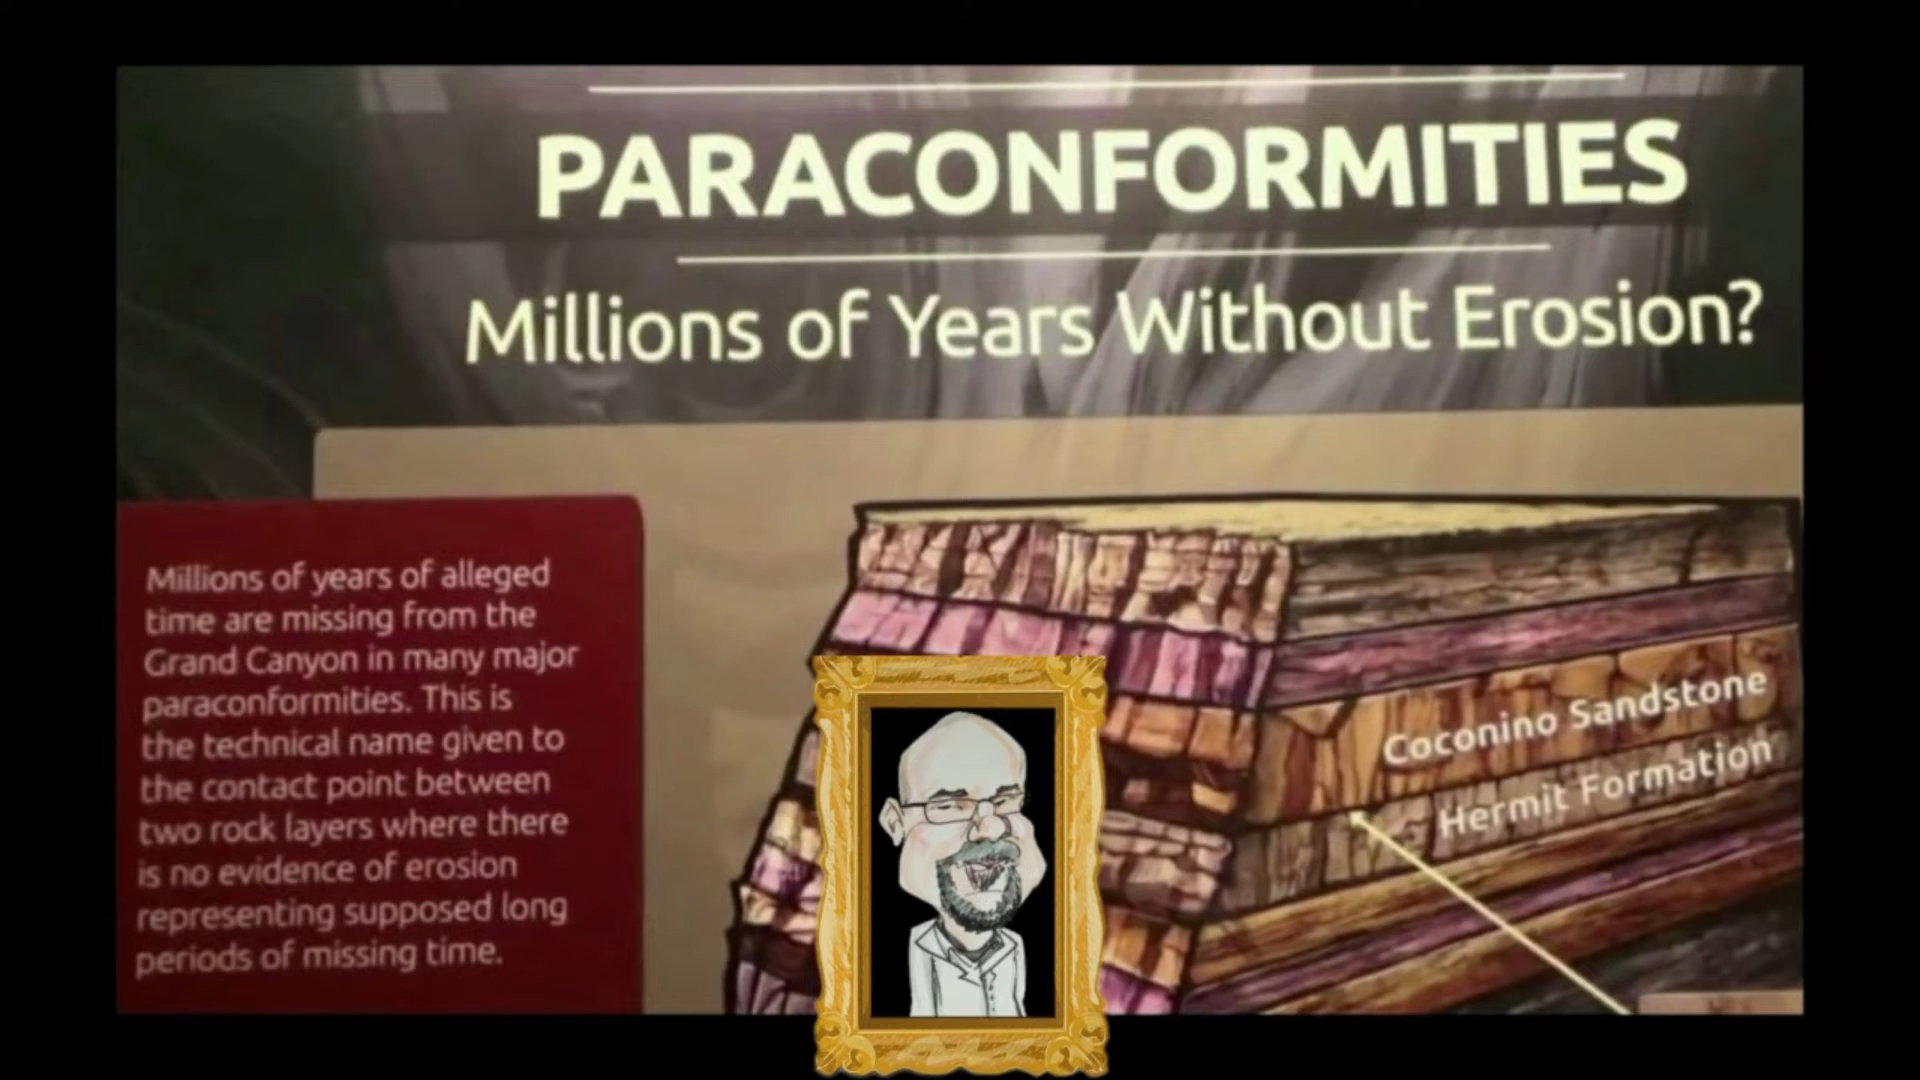 PARACONFORMITIES
Millions of Years Without Erosion?
Millions of years of alleged
time are missing from the
Grand Canyon in many major
paraconformities. This is
the technical name given to
the contact point between
two rock layers where there
is no evidence of erosion
representing supposed long
periods of missing time.
Coconino Sandstone
Hermit Formation